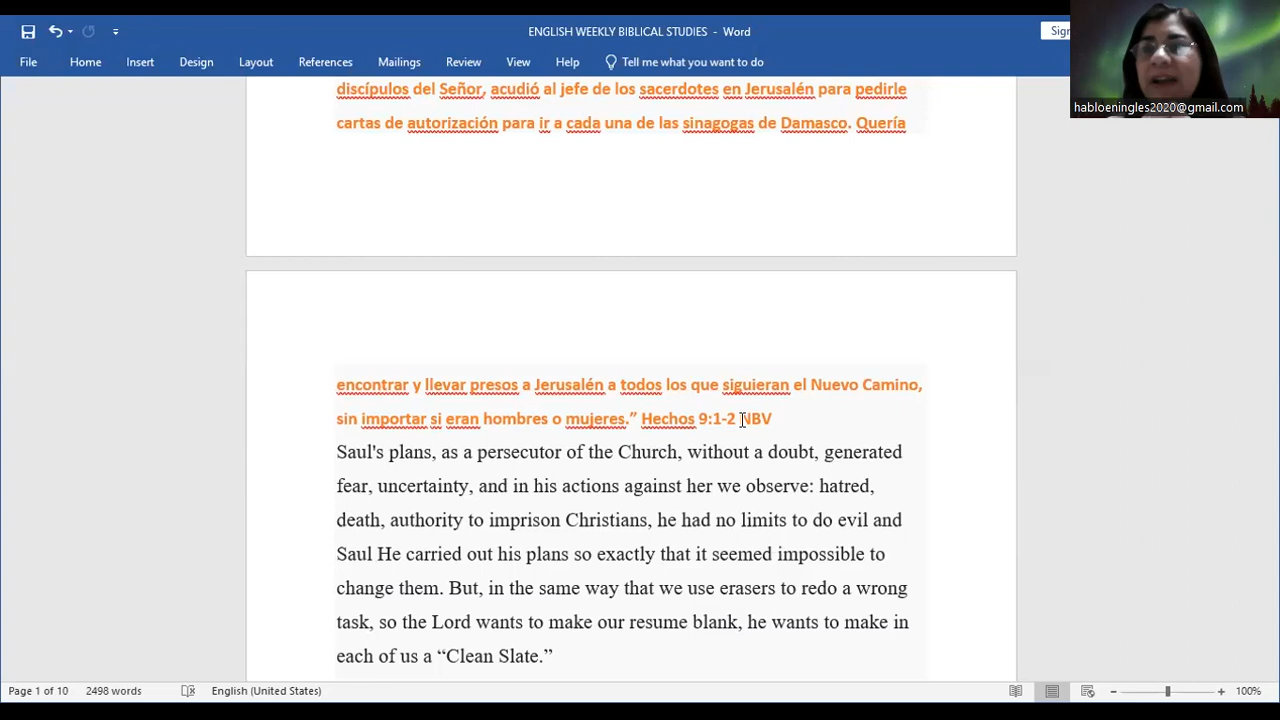 ENGLISH WEEKLY BIBLICAL STUDIES - Word
Sign
File Home Insert Design Layout References Mailings Review View Help Tell me what you want to do
habloeningles2020@gmail.com
discípulos del Señor, acudió al jefe de los sacerdotes en Jerusalén para pedirle
cartas de autorización para ir a cada una de las sinagogas de Damasco. Quería
encontrar y llevar presos a Jerusalén a todos los que siguieran el Nuevo Camino,
sin importar si eran hombres o mujeres.” Hechos 9:1-2 NBV
Saul's plans, as a persecutor of the Church, without a doubt, generated
fear, uncertainty, and in his actions against her we observe: hatred,
death, authority to imprison Christians, he had no limits to do evil and
Saul He carried out his plans so exactly that it seemed impossible to
change them. But, in the same way that we use erasers to redo a wrong
task, so the Lord wants to make our resume blank, he wants to make in
each of us a “Clean Slate.”
Page 1 of 10 2498 words English (United States) 100%